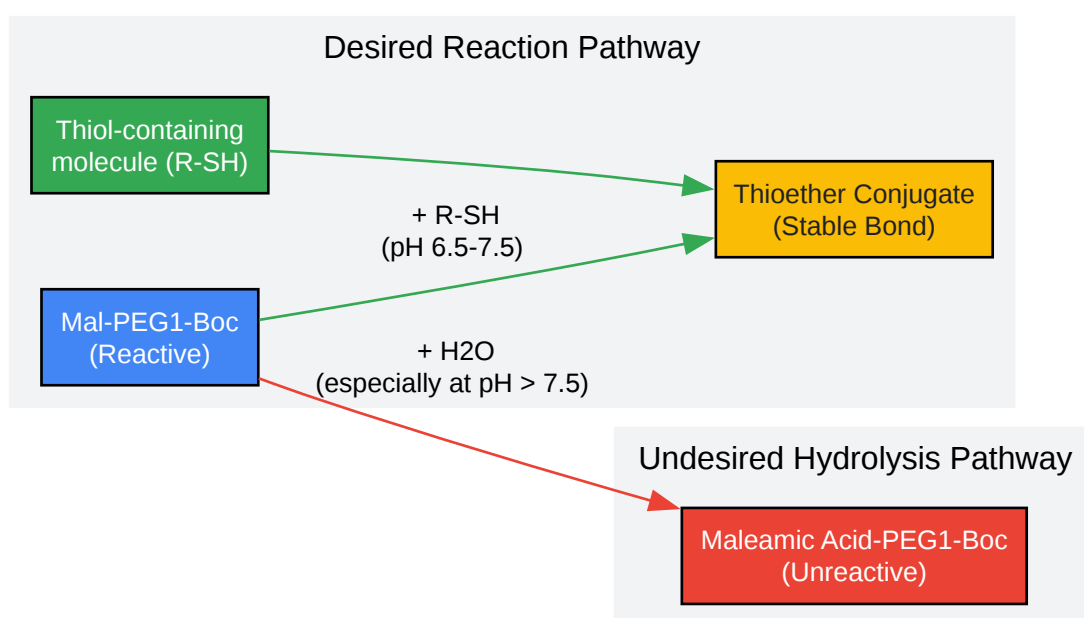 Desired Reaction Pathway
Thiol-containing
molecule (R-SH)
Thioether Conjugate
(Stable Bond)
+ R-SH
(pH 6.5-7.5)
Mal-PEG1-Boc
(Reactive)
+ H2O
(especially at pH > 7.5)
Undesired Hydrolysis Pathway
Maleamic Acid-PEG1-Boc
(Unreactive)